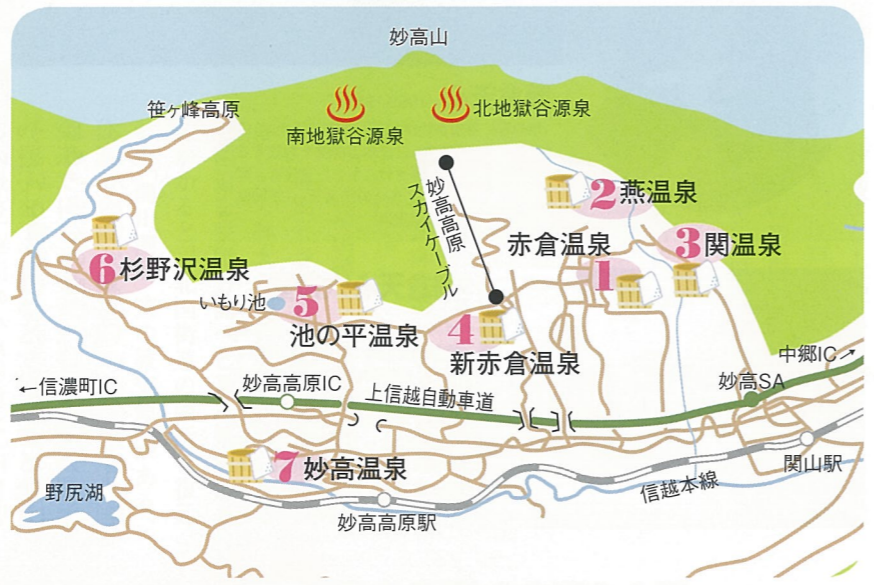 妙高山
笹ヶ峰高原
南地獄谷源泉
北地獄谷源泉
妙高高原
スカイケーブル
2 燕温泉
赤倉温泉
1
3 関温泉
6 杉野沢温泉
いもり池
5
池の平温泉
4
新赤倉温泉
中郷IC↗
←信濃町IC
妙高高原IC
上信越自動車道
妙高SA
7 妙高温泉
野尻湖
妙高高原駅
信越本線
関山駅